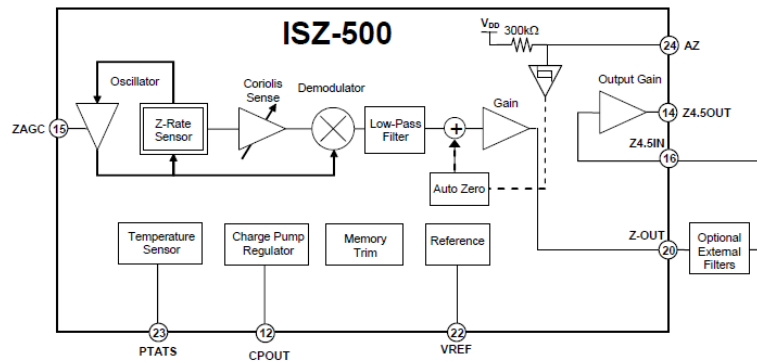 ISZ-500
VDD
300kΩ
24
AZ
Oscillator
Coriolis
Sense
Demodulator
Output Gain
ZAGC
15
Z-Rate
Sensor
Low-Pass
Filter
+
Gain
14
Z4.5OUT
Z4.5IN
16
Auto Zero
Temperature
Sensor
Charge Pump
Regulator
Memory
Trim
Reference
Z-OUT
20
Optional
External
Filters
23
PTATS
12
CPOUT
22
VREF